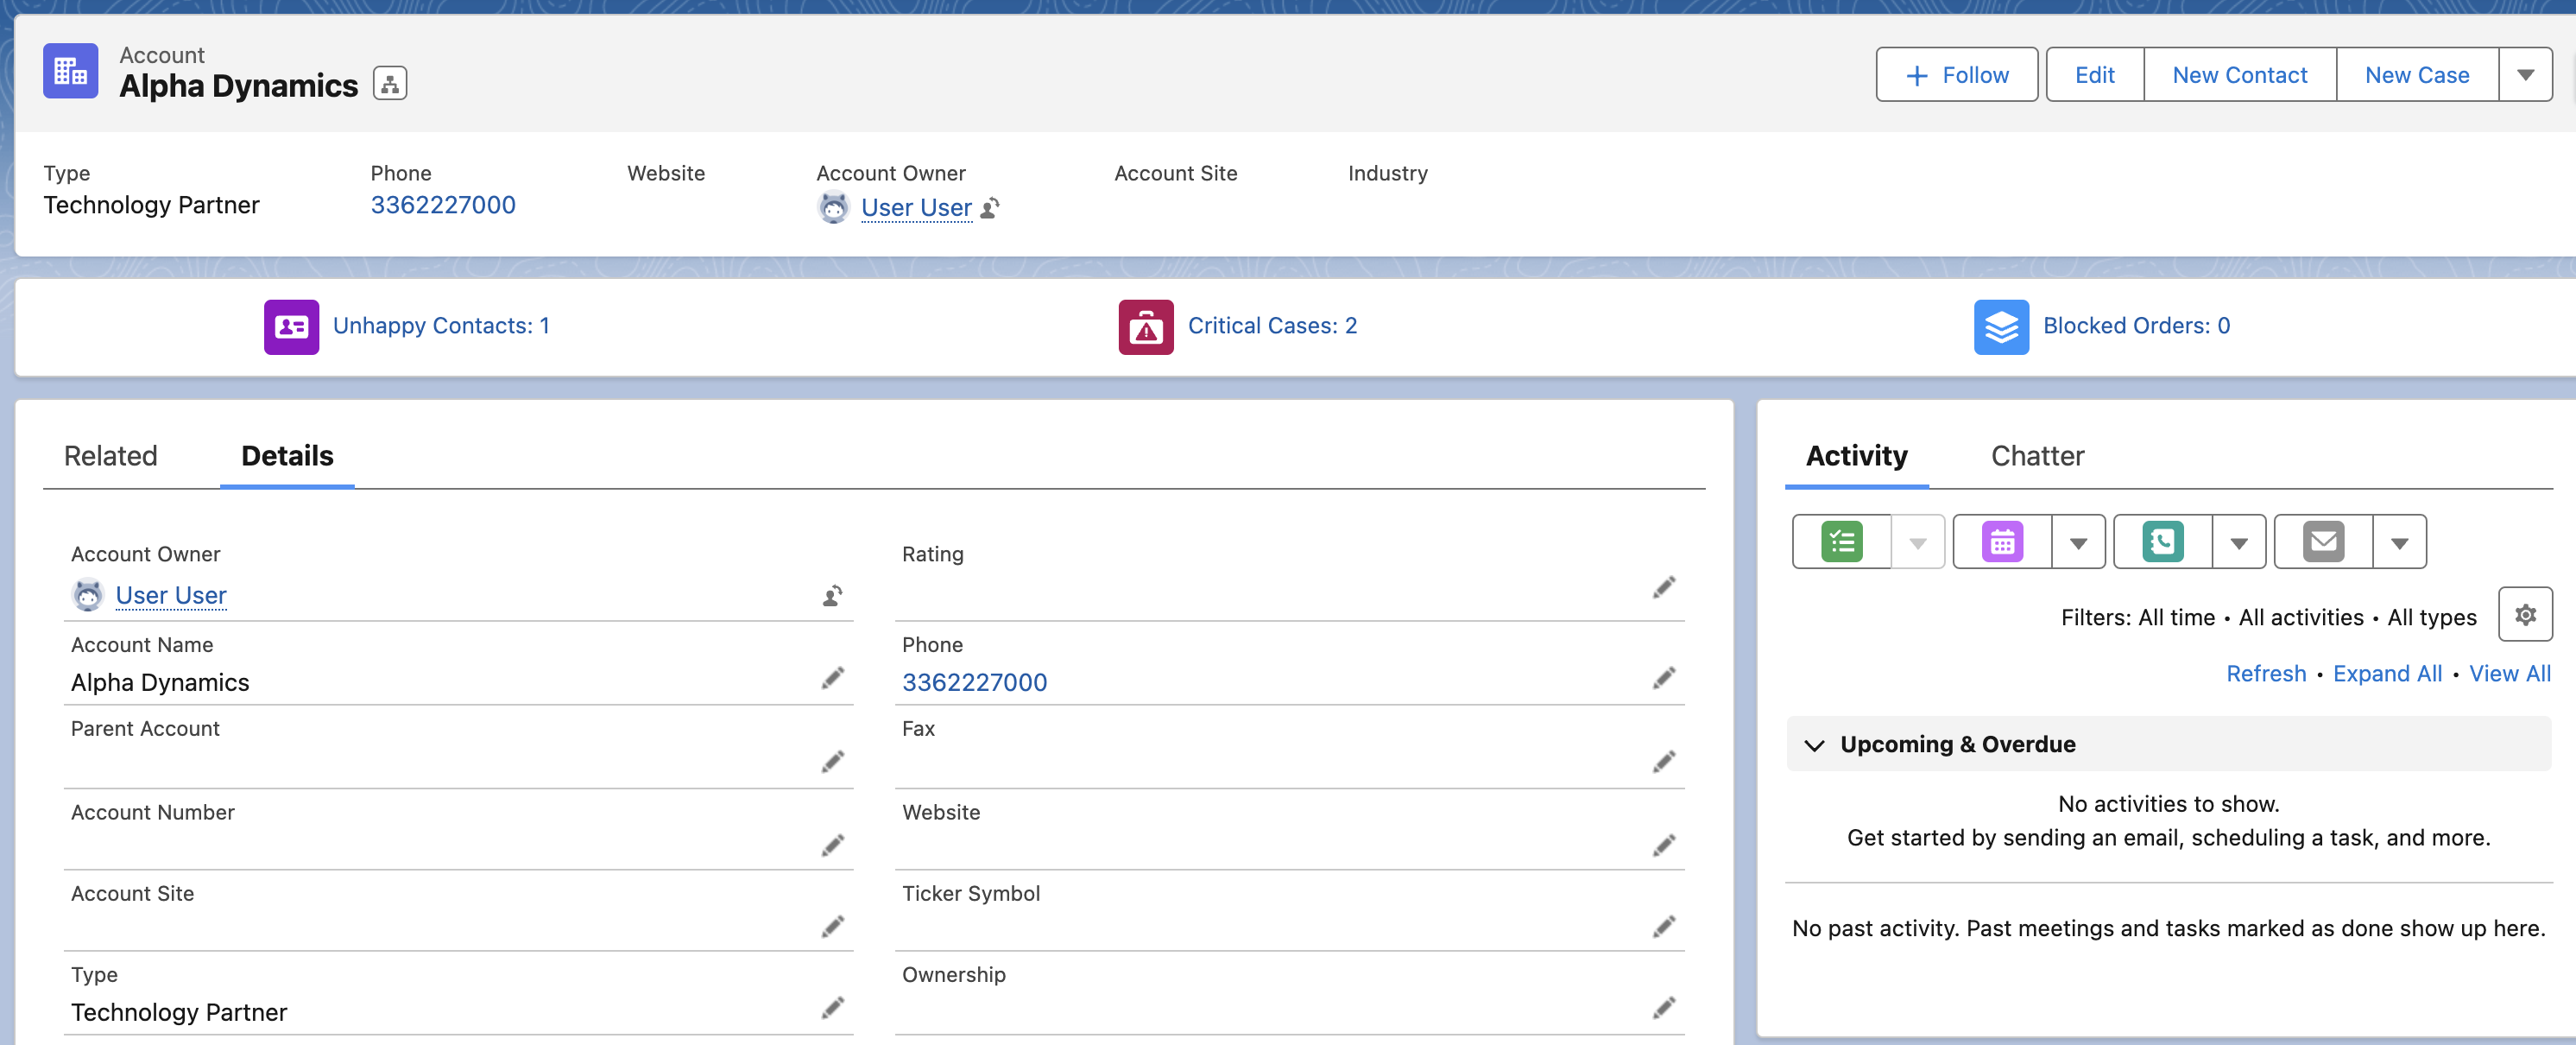 Account
Alpha Dynamics
Follow
Edit
New Contact
New Case
Type
Phone
Website
Account Owner
Account Site
Industry
Technology Partner
3362227000
User User
Unhappy Contacts: 1
Critical Cases: 2
Blocked Orders: 0
Related
Details
Account Owner
User User
Rating
Account Name
Alpha Dynamics
Phone
3362227000
Parent Account
Fax
Account Number
Website
Account Site
Ticker Symbol
Type
Technology Partner
Ownership
Activity
Chatter
Filters: All time • All activities • All types
Refresh • Expand All • View All
Upcoming & Overdue
No activities to show.
Get started by sending an email, scheduling a task, and more.
No past activity. Past meetings and tasks marked as done show up here.